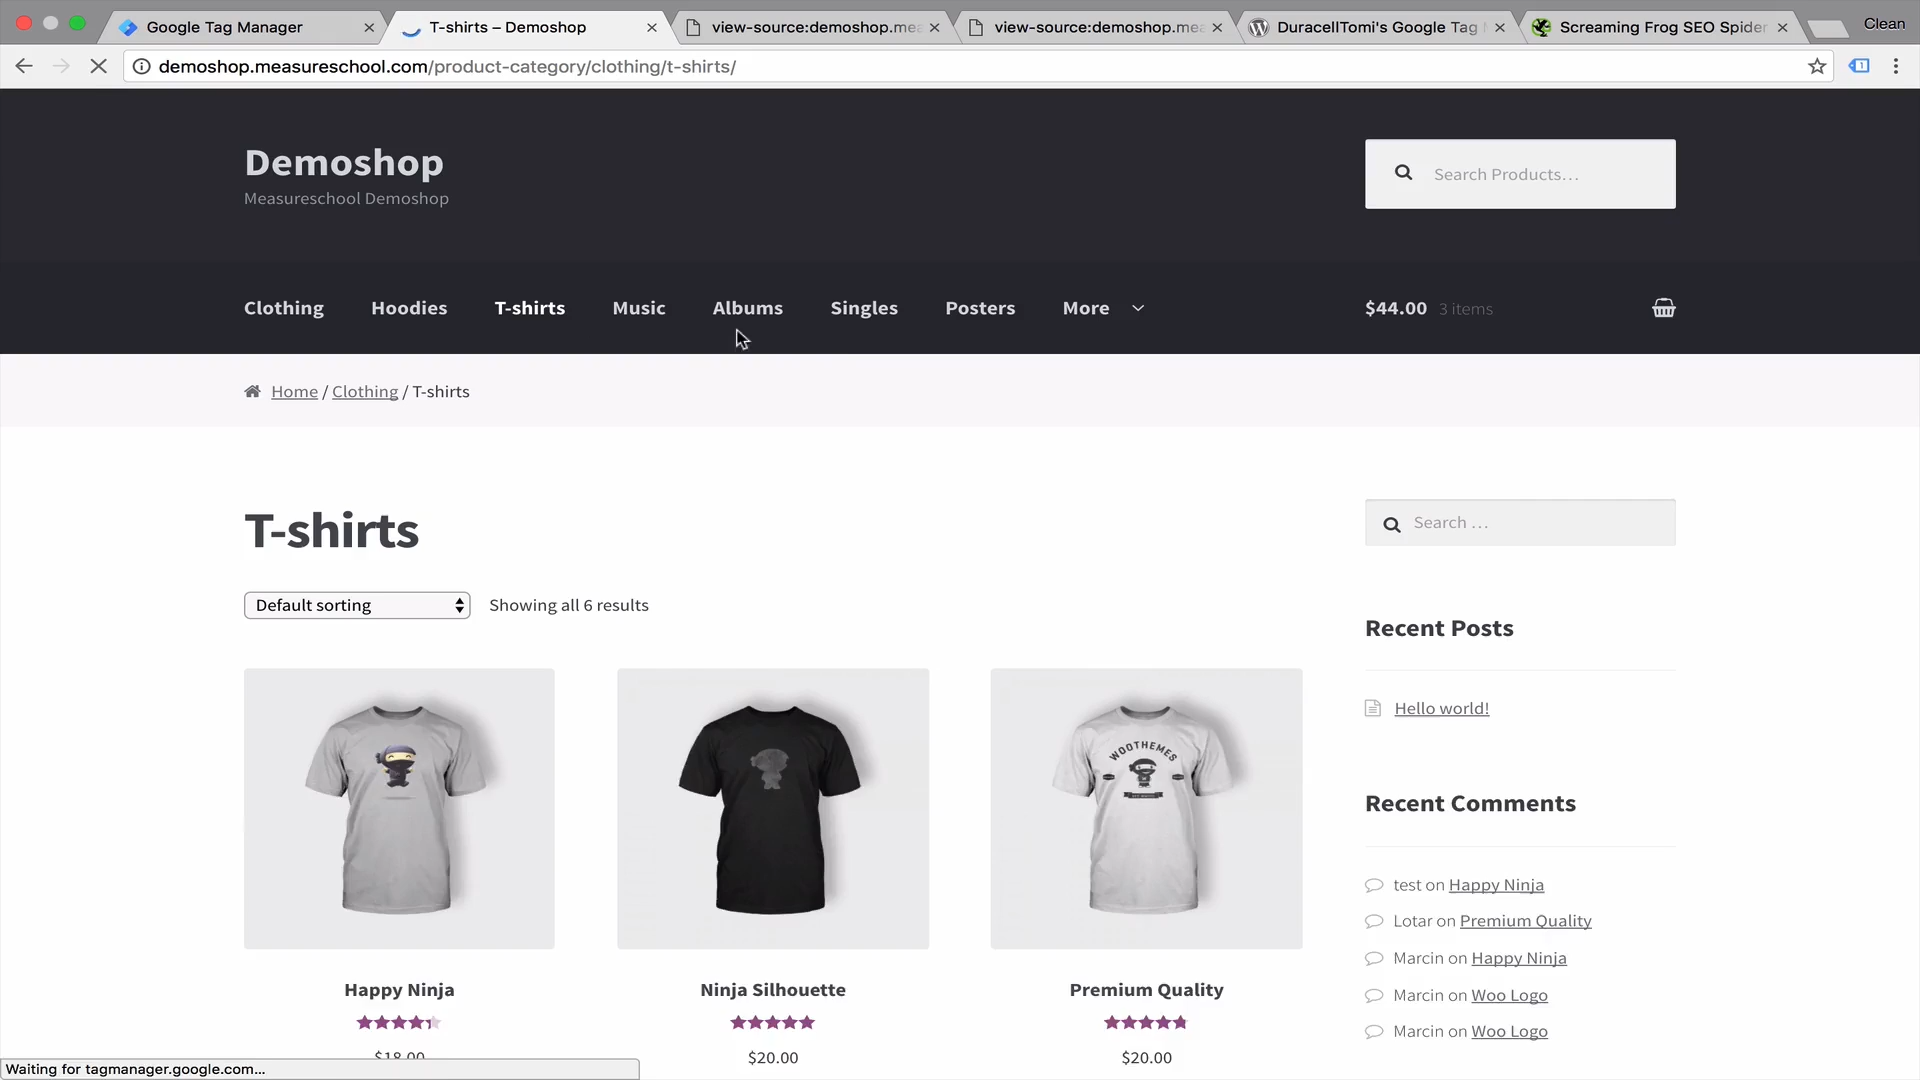 Google Tag Manager
T-shirts – Demoshop
view-source:demoshop.mea
view-source:demoshop.mea
DuracellTomi's Google Tag
Screaming Frog SEO Spider
Clean
demoshop.measureschool.com/product-category/clothing/t-shirts/
Demoshop
Measureschool Demoshop
Search Products…
Clothing
Hoodies
T-shirts
Music
Albums
Singles
Posters
More
$44.00 3 items
Home / Clothing / T-shirts
T-shirts
Search …
Default sorting
Showing all 6 results
Recent Posts
Hello world!
WOOTHEMES
Recent Comments
test on Happy Ninja
Lotar on Premium Quality
Marcin on Happy Ninja
Marcin on Woo Logo
Marcin on Woo Logo
Happy Ninja
Ninja Silhouette
Premium Quality
$18.00
$20.00
$20.00
Waiting for tagmanager.google.com...